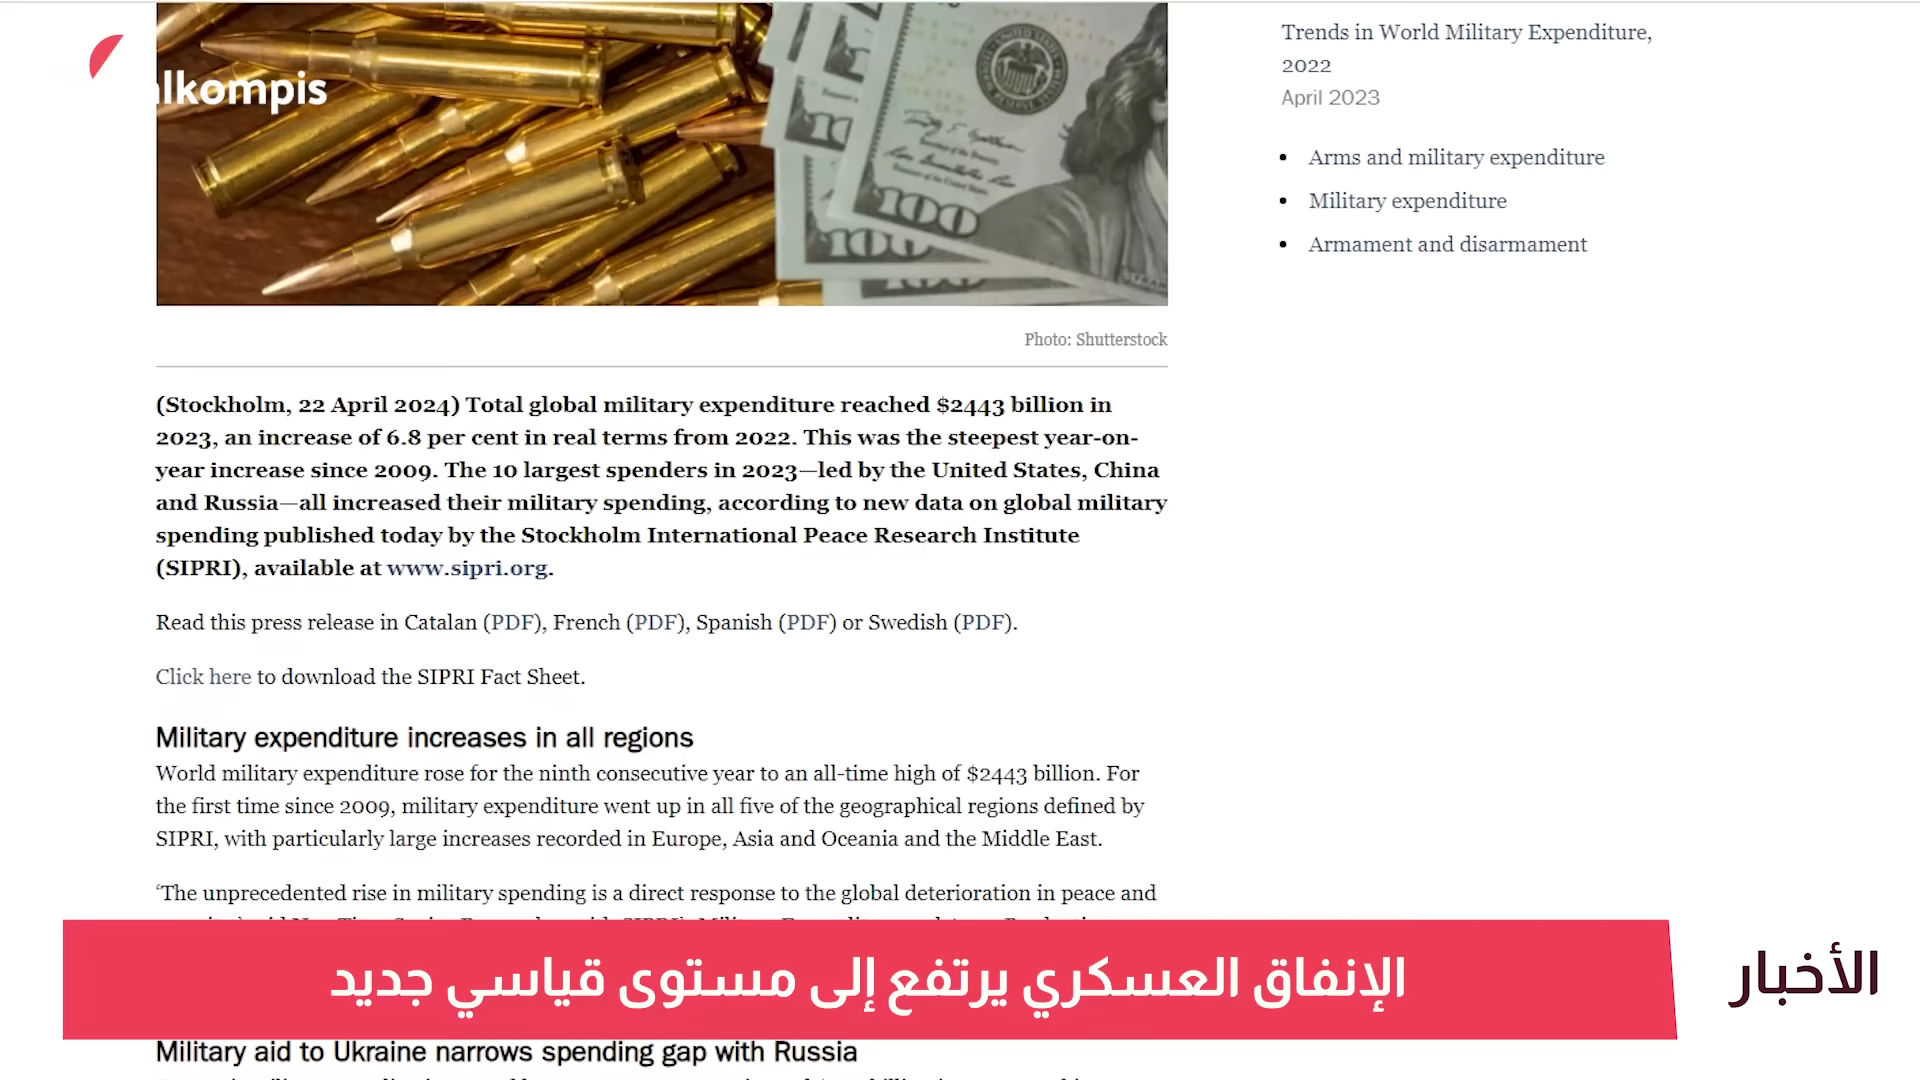 alkompis
100
100
100
Trends in World Military Expenditure,
2022
April 2023
Arms and military expenditure
Military expenditure
Armament and disarmament
Photo: Shutterstock
(Stockholm, 22 April 2024) Total global military expenditure reached $2443 billion in
2023, an increase of 6.8 per cent in real terms from 2022. This was the steepest year-on-
year increase since 2009. The 10 largest spenders in 2023—led by the United States, China
and Russia—all increased their military spending, according to new data on global military
spending published today by the Stockholm International Peace Research Institute
(SIPRI), available at www.sipri.org.
Read this press release in Catalan (PDF), French (PDF), Spanish (PDF) or Swedish (PDF).
Click here to download the SIPRI Fact Sheet.
Military expenditure increases in all regions
World military expenditure rose for the ninth consecutive year to an all-time high of $2443 billion. For
the first time since 2009, military expenditure went up in all five of the geographical regions defined by
SIPRI, with particularly large increases recorded in Europe, Asia and Oceania and the Middle East.
‘The unprecedented rise in military spending is a direct response to the global deterioration in peace and
الإنفاق العسكري يرتفع إلى مستوى قياسي جديد
الأخبار
Military aid to Ukraine narrows spending gap with Russia